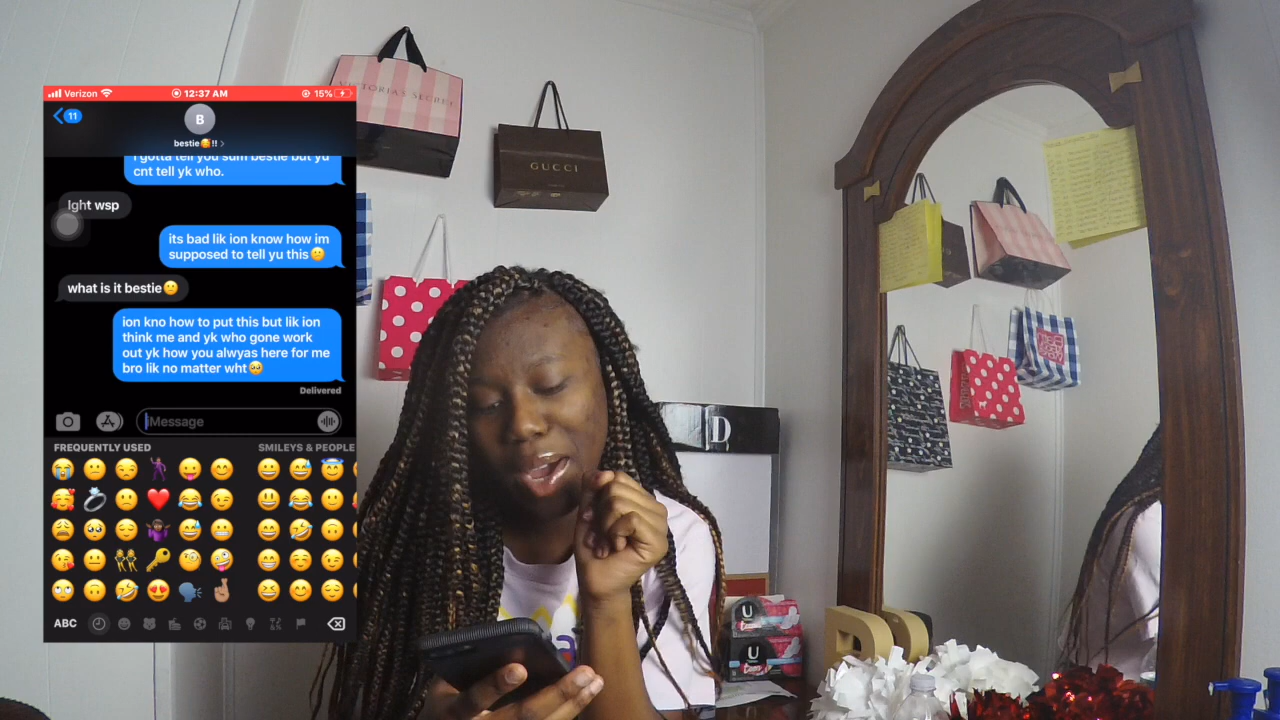 Verizon 12:37 AM 15%
11
B
bestie🥰!! >
I gotta tell you sum bestie but yu
cnt tell yk who.
Ight wsp
its bad lik ion know how im
supposed to tell yu this😕
what is it bestie😕
ion kno how to put this but lik ion
think me and yk who gone work
out yk how you alwyas here for me
bro lik no matter wht🥺
Delivered
iMessage
FREQUENTLY USED SMILEYS & PEOPLE
ABC
VICTORIA'S SECRET
GUCCI
D
U
U